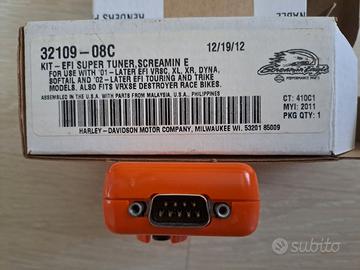 32109-08C 12/19/12
KIT-EFI SUPER TUNER,SCREAMIN E
FOR USE WITH '01-LATER EFI VRSC, XL, XR, DYNA,
SOFTAIL AND '02-LATER EFI TOURING AND TRIKE
MODELS. ALSO FITS VRXSE DESTROYER RACE BIKES.
ASSEMBLED IN THE U.S.A. WITH PARTS FROM MALAYSIA, U.S.A., PHILIPPINES
CT: 410C1
MYI: 2011
PKG QTY: 1
HARLEY-DAVIDSON MOTOR COMPANY, MILWAUKEE WI. 53201 85009
subito